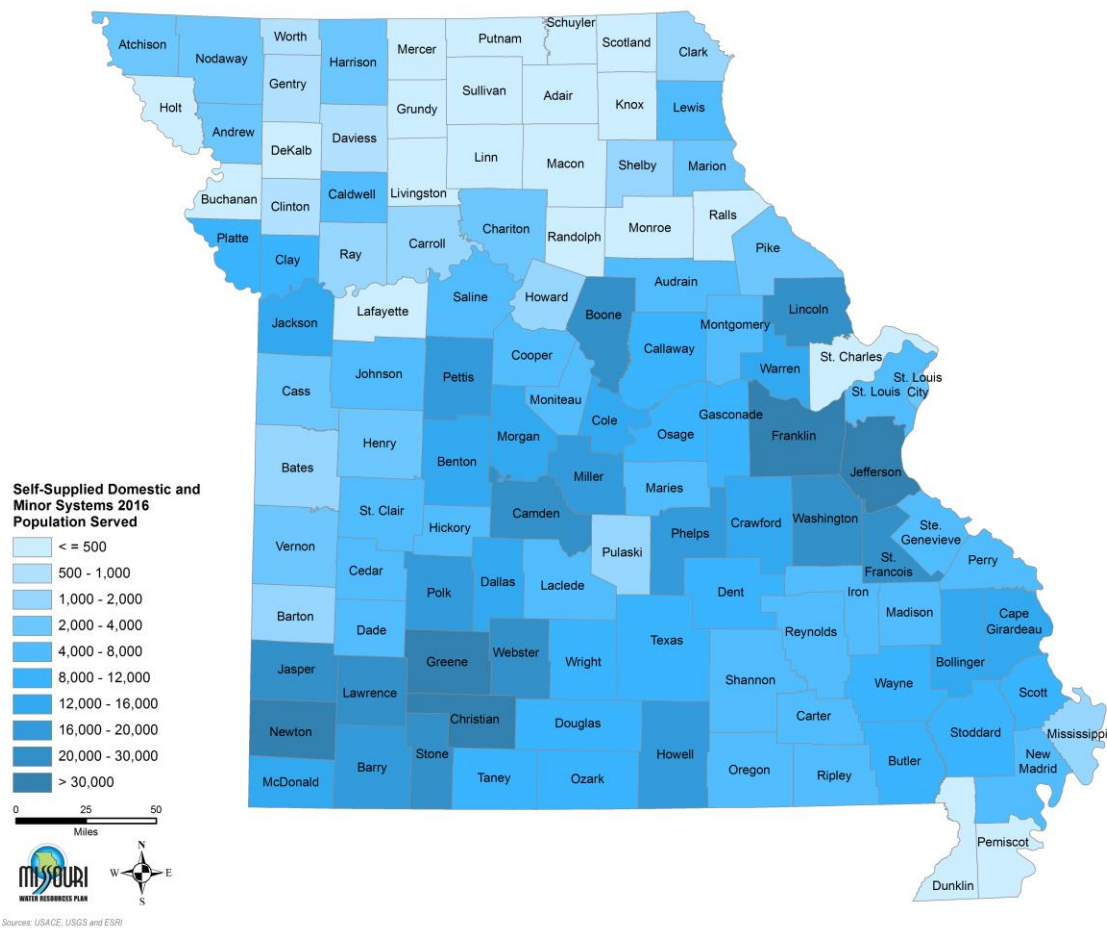 Schuyler
Putnam
Scotland
Worth
Mercer
Clark
Atchison
Nodaway
Harrison
Gentry
Sullivan
Adair
Knox
Lewis
Holt
Grundy
Andrew
DeKalb
Daviess
Linn
Macon
Shelby
Marion
Buchanan
Clinton
Caldwell
Livingston
Ralls
Monroe
Randolph
Chariton
Platte
Clay
Ray
Carroll
Pike
Audrain
Howard
Saline
Lafayette
Boone
Lincoln
Jackson
Montgomery
Callaway
Cooper
St. Charles
Warren
Johnson
Pettis
St. Louis
City
St. Louis
Cass
Moniteau
Cole
Gasconade
Osage
Franklin
Morgan
Henry
Benton
Miller
Jefferson
Bates
Maries
St. Clair
Camden
Crawford
Washington
Hickory
Phelps
Ste.
Genevieve
Vernon
Pulaski
St.
Francois
Perry
Cedar
Polk
Dallas
Laclede
Dent
Iron
Barton
Dade
Texas
Reynolds
Madison
Cape
Girardeau
Webster
Greene
Wright
Bollinger
Jasper
Shannon
Wayne
Scott
Lawrence
Christian
Douglas
Carter
Stoddard
Mississippi
Newton
Stone
Howell
New
Madrid
Barry
Butler
McDonald
Taney
Ozark
Oregon
Ripley
Pemiscot
Dunklin
Self-Supplied Domestic and
Minor Systems 2016
Population Served
< = 500
500 - 1,000
1,000 - 2,000
2,000 - 4,000
4,000 - 8,000
8,000 - 12,000
12,000 - 16,000
16,000 - 20,000
20,000 - 30,000
> 30,000
0 25 50
Miles
MISSOURI
WATER RESOURCES PLAN
N
W E
S
Sources: USACE, USGS and ESRI